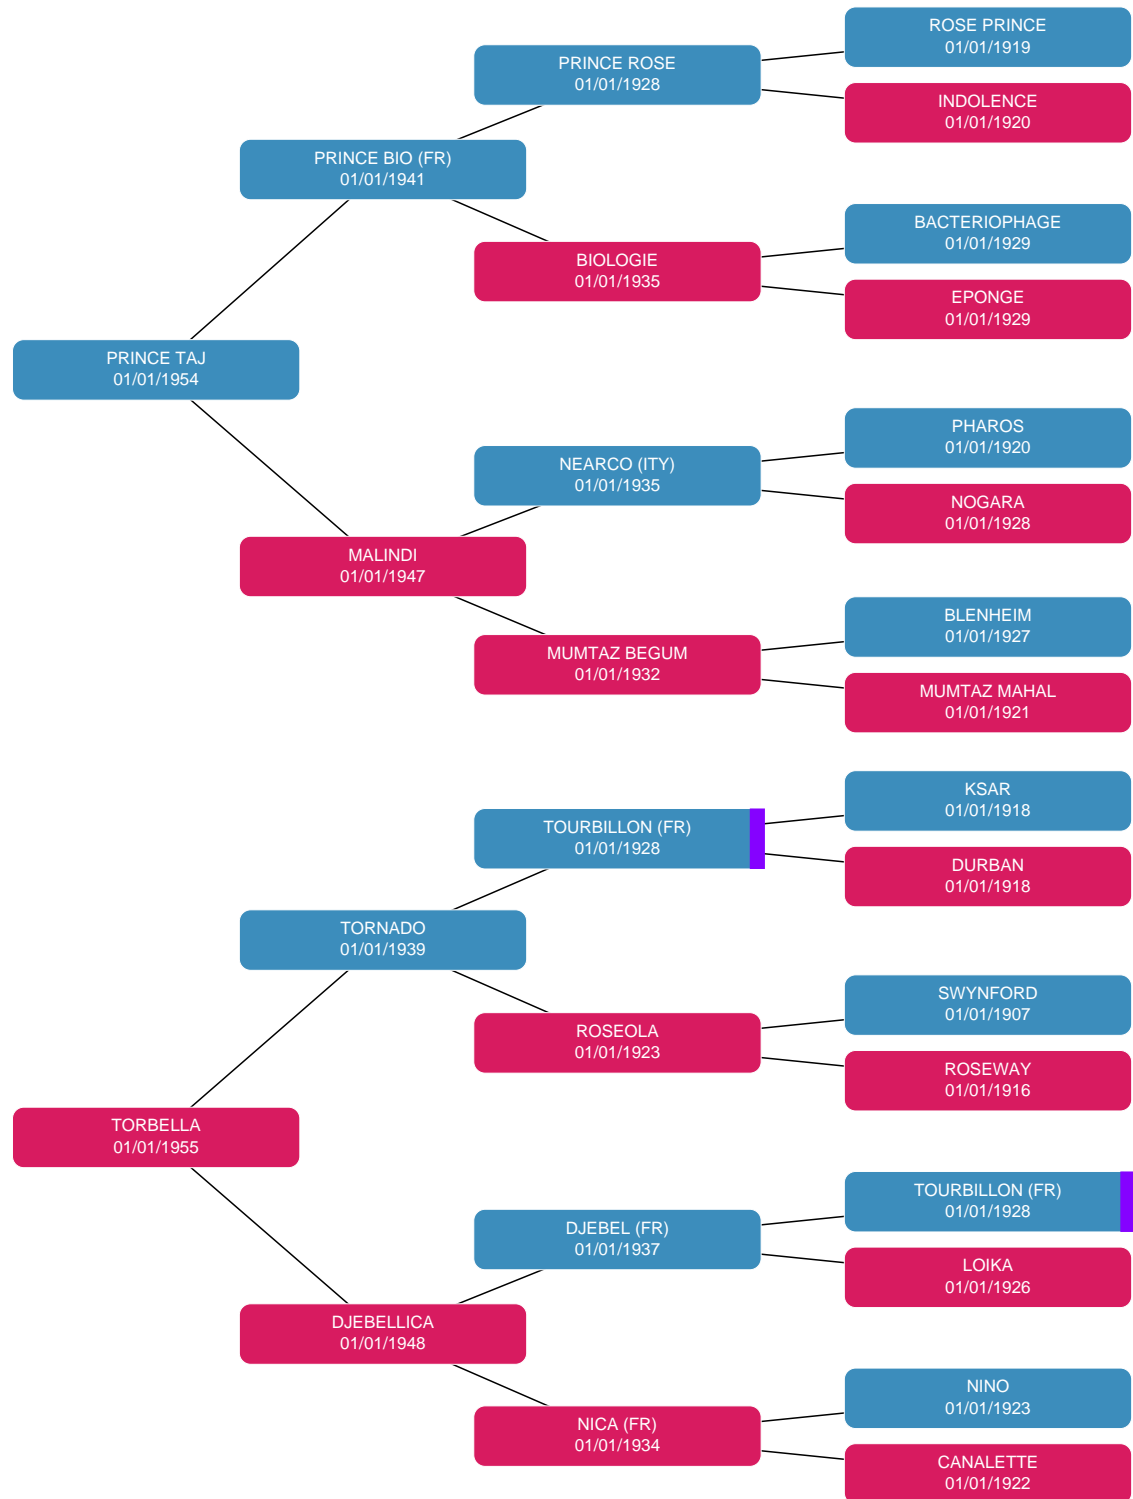 ROSE PRINCE
01/01/1919
PRINCE ROSE
01/01/1928
INDOLENCE
01/01/1920
PRINCE BIO (FR)
01/01/1941
BACTERIOPHAGE
01/01/1929
BIOLOGIE
01/01/1935
EPONGE
01/01/1929
PRINCE TAJ
01/01/1954
PHAROS
01/01/1920
NEARCO (ITY)
01/01/1935
NOGARA
01/01/1928
MALINDI
01/01/1947
BLENHEIM
01/01/1927
MUMTAZ BEGUM
01/01/1932
MUMTAZ MAHAL
01/01/1921
KSAR
01/01/1918
TOURBILLON (FR)
01/01/1928
DURBAN
01/01/1918
TORNADO
01/01/1939
SWYNFORD
01/01/1907
ROSEOLA
01/01/1923
ROSEWAY
01/01/1916
TORBELLA
01/01/1955
TOURBILLON (FR)
01/01/1928
DJEBEL (FR)
01/01/1937
LOIKA
01/01/1926
DJEBELLICA
01/01/1948
NINO
01/01/1923
NICA (FR)
01/01/1934
CANALETTE
01/01/1922